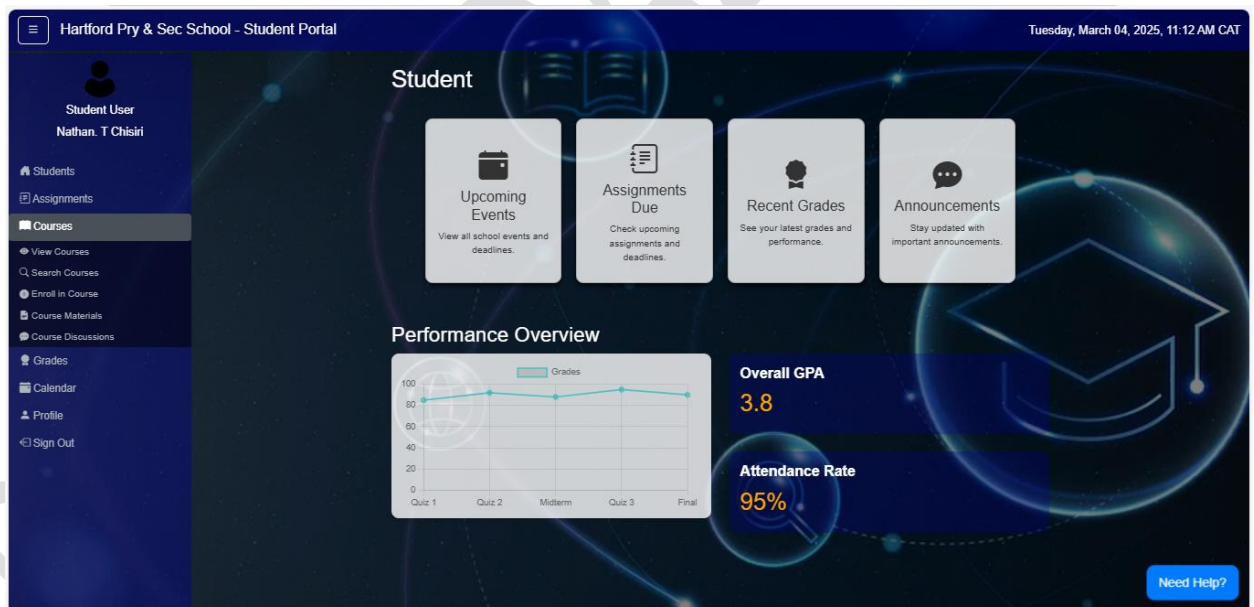 Hartford Pry & Sec School - Student Portal
Tuesday, March 04, 2025, 11:12 AM CAT
Student User
Nathan. T Chisiri
Students
Assignments
Courses
View Courses
Search Courses
Enroll in Course
Course Materials
Course Discussions
Grades
Calendar
Profile
Sign Out
Student
Upcoming
Events
View all school events and
deadlines.
Assignments
Due
Check upcoming
assignments and
deadlines.
Recent Grades
See your latest grades and
performance.
Announcements
Stay updated with
important announcements.
Performance Overview
Grades
100
80
60
40
20
0
Quiz 1 Quiz 2 Midterm Quiz 3 Final
Overall GPA
3.8
Attendance Rate
95%
Need Help?